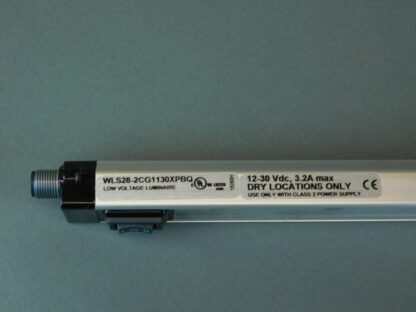 WLS28-2CG1130XPBQ
LOW VOLTAGE LUMINAIRE
12-30 Vdc, 3.2A max
DRY LOCATIONS ONLY
USE ONLY WITH CLASS 2 POWER SUPPLY
CE